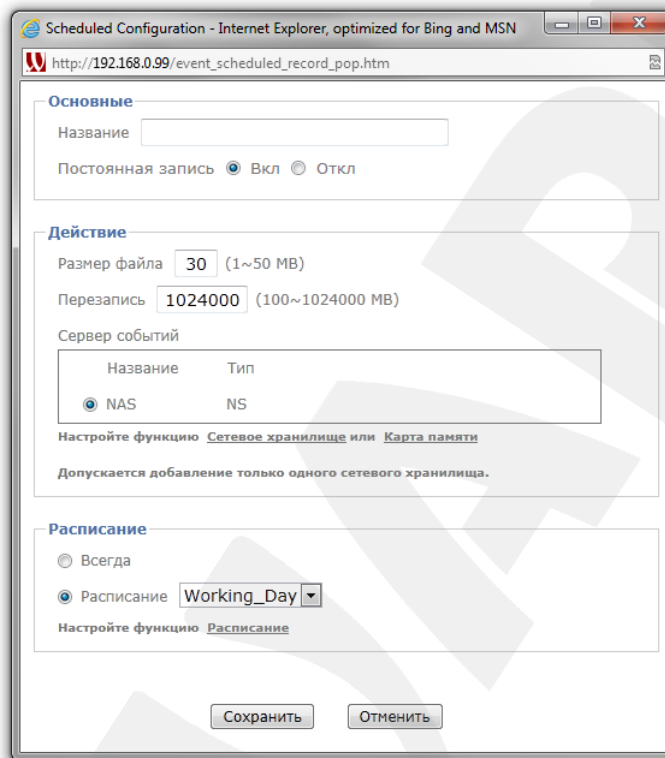 Scheduled Configuration - Internet Explorer, optimized for Bing and MSN
http://192.168.0.99/event_scheduled_record_pop.htm
Основные
Название
Постоянная запись Вкл Откл
Действие
Размер файла 30 (1~50 MB)
Перезапись 1024000 (100~1024000 MB)
Сервер событий
Название Тип
NAS NS
Настройте функцию Сетевое хранилище или Карта памяти
Допускается добавление только одного сетевого хранилища.
Расписание
Всегда
Расписание Working_Day
Настройте функцию Расписание
Сохранить Отменить